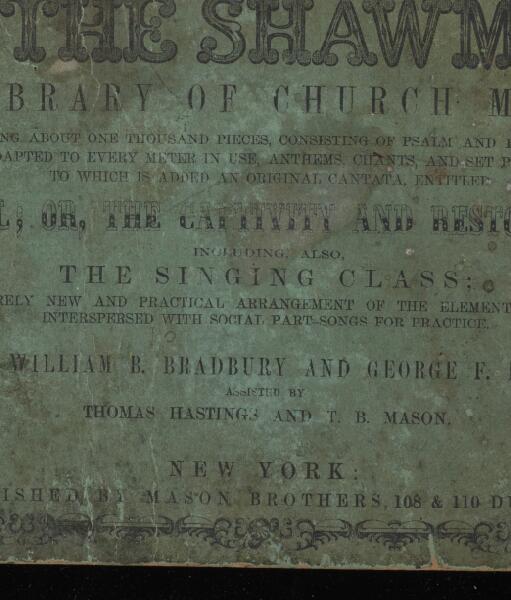 THE SHAWM
BRARY OF CHURCH M
NG ABOUT ONE THOUSAND PIECES, CONSISTING OF PSALM AND
DAPTED TO EVERY METER IN USE, ANTHEMS, CHANTS, AND SET P
TO WHICH IS ADDED AN ORIGINAL CANTATA, ENTITLED
L; OR, THE CAPTIVITY AND RESTO
INCLUDING, ALSO,
THE SINGING CLASS;
RELY NEW AND PRACTICAL ARRANGEMENT OF THE ELEMENT
INTERSPERSED WITH SOCIAL PART-SONGS FOR PRACTICE.
WILLIAM B. BRADBURY AND GEORGE F.
ASSISTED BY
THOMAS HASTINGS AND T. B. MASON.
NEW YORK:
ISHED BY MASON BROTHERS, 108 & 110 DU